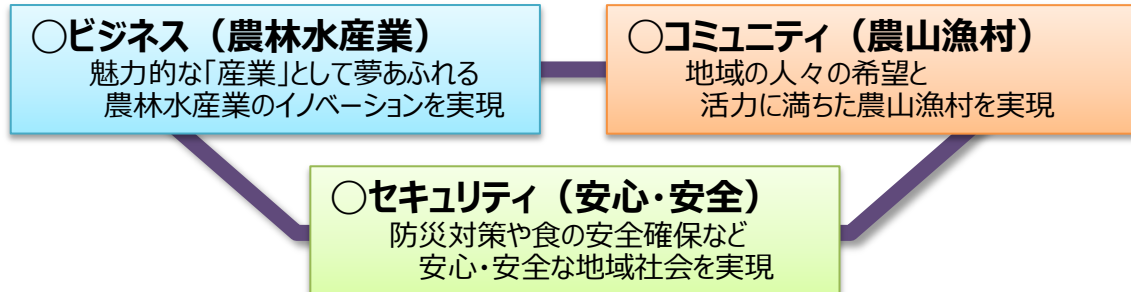 ○ビジネス（農林水産業）
魅力的な「産業」として夢あふれる
農林水産業のイノベーションを実現
○コミュニティ（農山漁村）
地域の人々の希望と
活力に満ちた農山漁村を実現
○セキュリティ（安心・安全）
防災対策や食の安全確保など
安心・安全な地域社会を実現